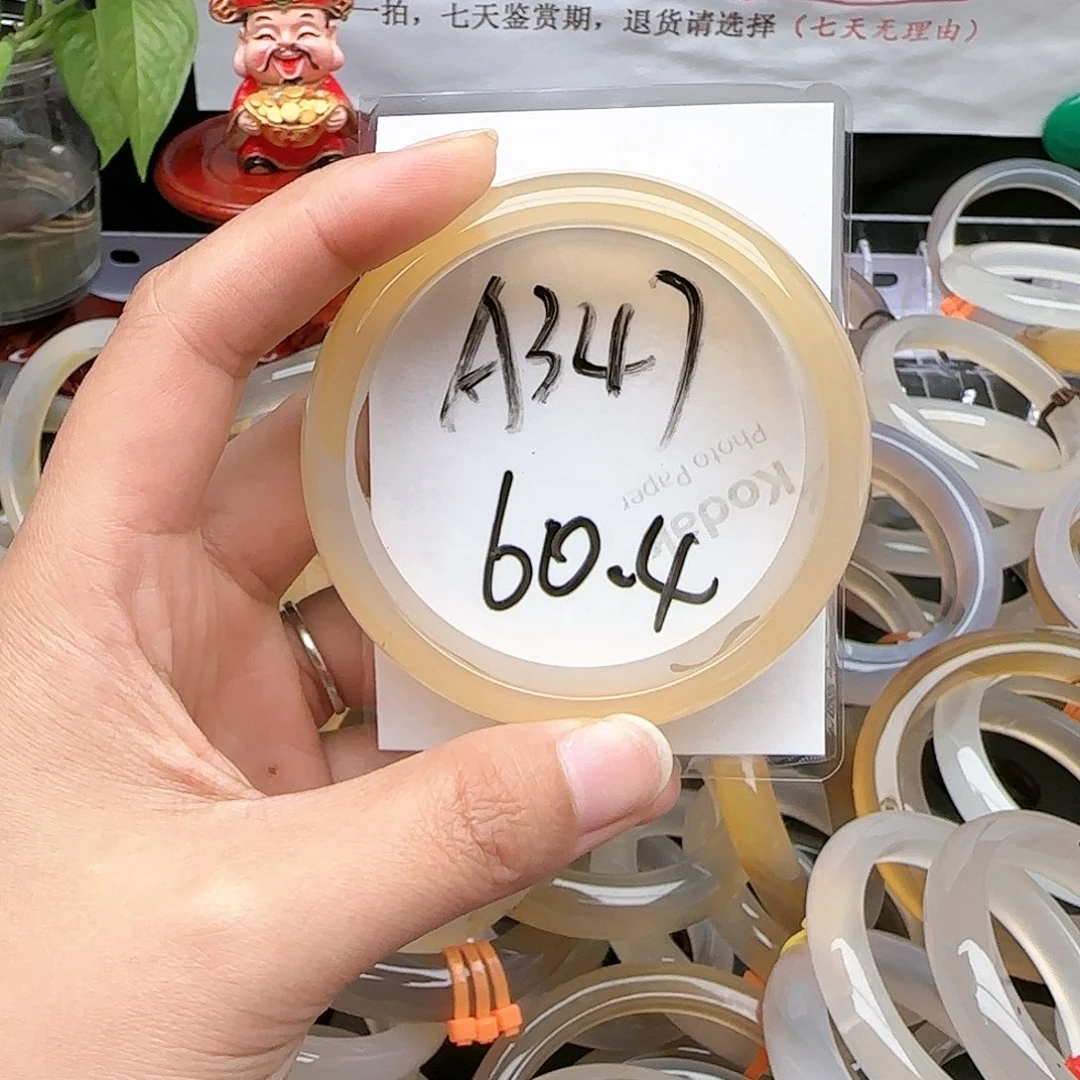 一拍，七天鉴赏期，退货请选择（七天无理由）
A347
60.4
Photo Paper
Kodak